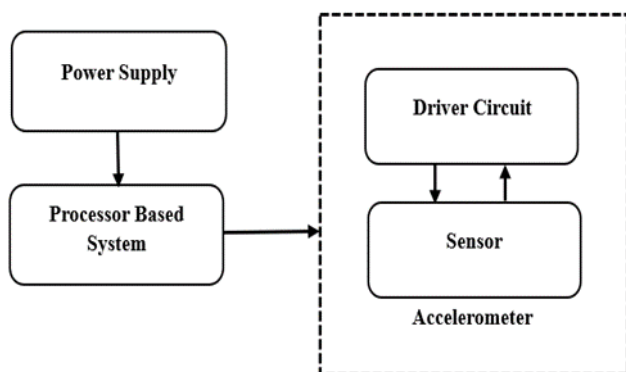 Power Supply
Processor Based
System
Driver Circuit
Sensor
Accelerometer